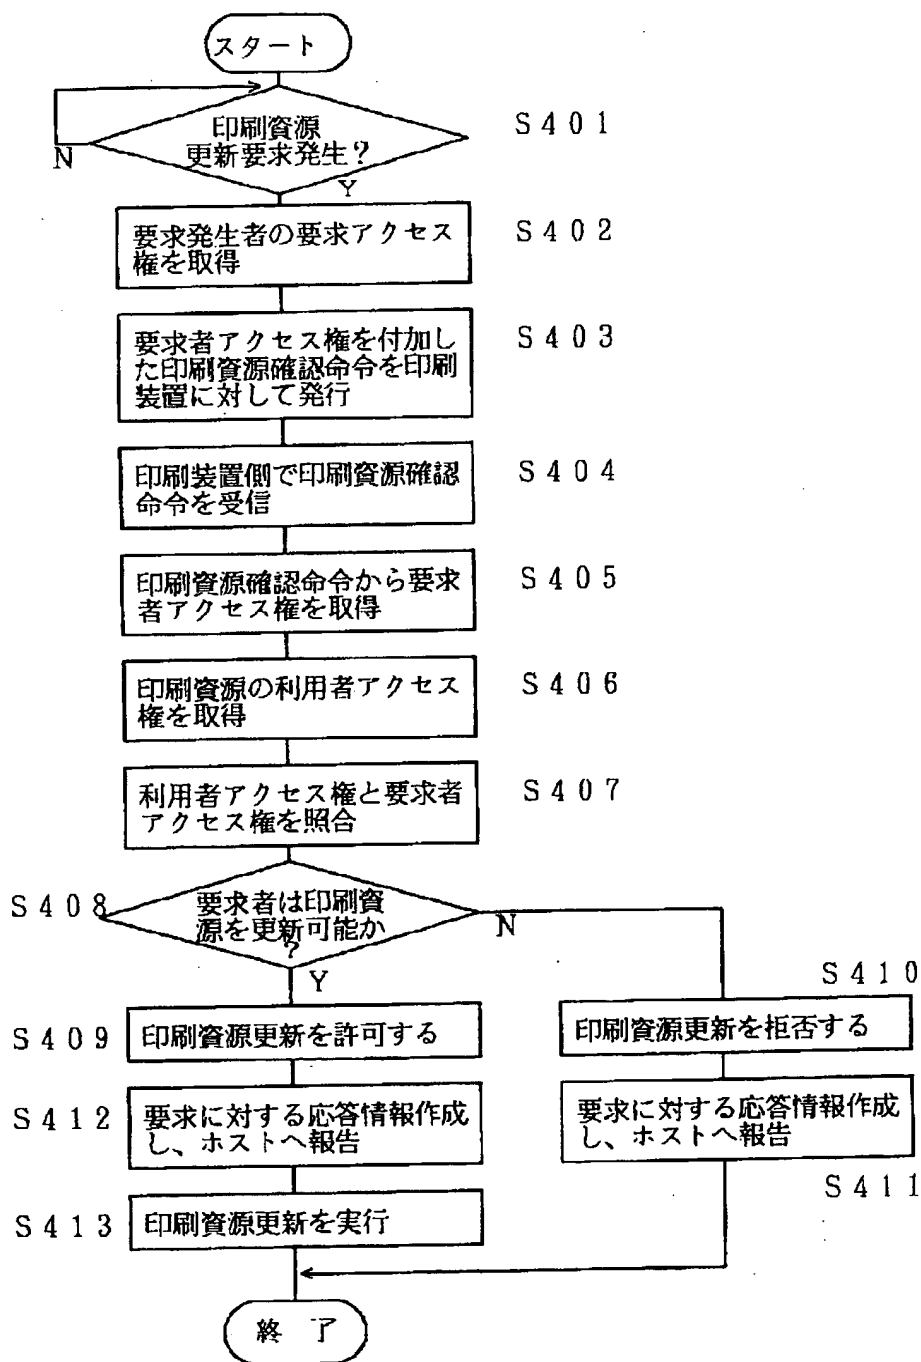 スタート
印刷資源
更新要求発生?
S401
N
Y
要求発生者の要求アクセス
権を取得
S402
要求者アクセス権を付加し
た印刷資源確認命令を印刷
装置に対して発行
S403
印刷装置側で印刷資源確認
命令を受信
S404
印刷資源確認命令から要求
者アクセス権を取得
S405
印刷資源の利用者アクセス
権を取得
S406
利用者アクセス権と要求者
アクセス権を照合
S407
S408
要求者は印刷資
源を更新可能か
?
N
Y
S409
印刷資源更新を許可する
S410
印刷資源更新を拒否する
S412
要求に対する応答情報作成
し、ホストへ報告
要求に対する応答情報作成
し、ホストへ報告
S411
S413
印刷資源更新を実行
終 了